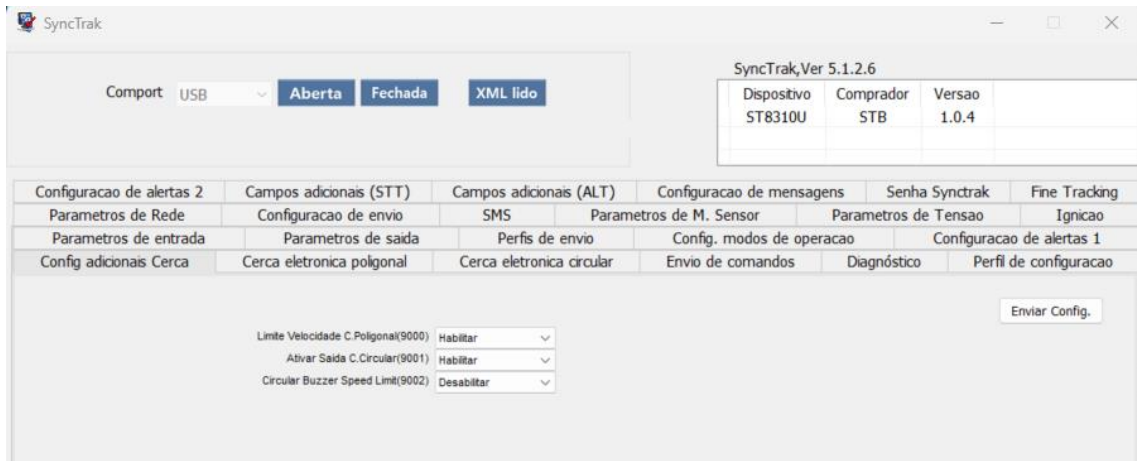 SyncTrak
SyncTrak,Ver 5.1.2.6
Comport USB Aberta Fechada XML lido
Dispositivo Comprador Versao
ST8310U STB 1.0.4
Configuracao de alertas 2 Campos adicionais (STT) Campos adicionais (ALT) Configuracao de mensagens Senha Synctrak Fine Tracking
Parametros de Rede Configuracao de envio SMS Parametros de M. Sensor Parametros de Tensao Ignicao
Parametros de entrada Parametros de saida Perfis de envio Config. modos de operacao Configuracao de alertas 1
Config adicionais Cerca Cerca eletronica poligonal Cerca eletronica circular Envio de comandos Diagnóstico Perfil de configuracao
Enviar Config.
Limite Velocidade C.Poligonal(9000) Habilitar
Ativar Saida C.Circular(9001) Habilitar
Circular Buzzer Speed Limit(9002) Desabilitar